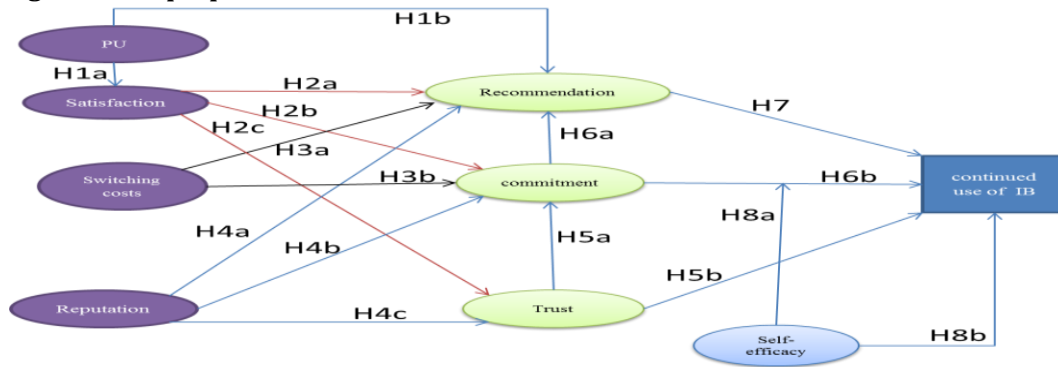 H1b
PU
H1a
H2a
Satisfaction
Recommendation
H7
H2b
H2c
H6a
H3a
Switching
costs
H3b
commitment
H6b
continued
use of IB
H8a
H4a
H4b
H5a
H5b
Reputation
H4c
Trust
Self-
efficacy
H8b